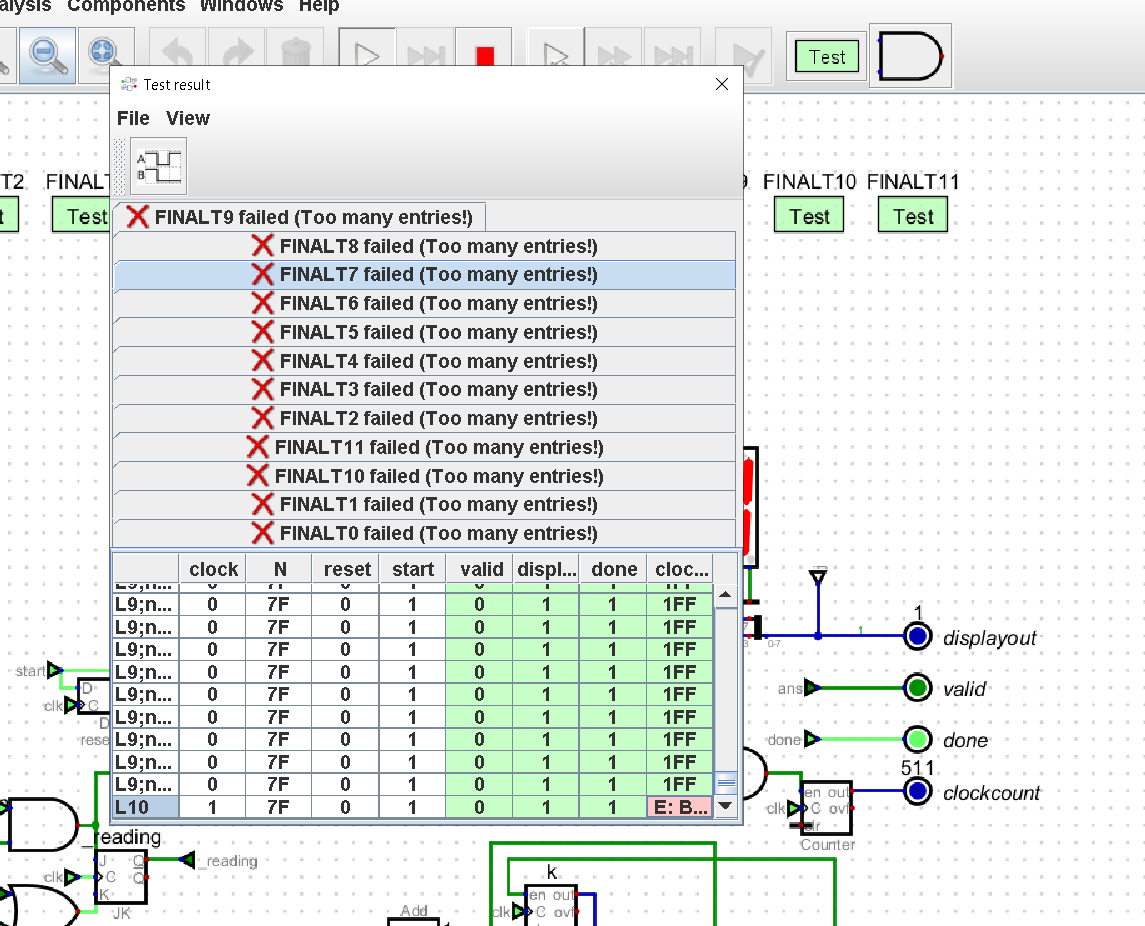 alysis Components Windows Help
Test
Test result
File View
A
B
T2 FINALT
9 FINALT10 FINALT11
t Test
Test Test
FINALT9 failed (Too many entries!)
FINALT8 failed (Too many entries!)
FINALT7 failed (Too many entries!)
FINALT6 failed (Too many entries!)
FINALT5 failed (Too many entries!)
FINALT4 failed (Too many entries!)
FINALT3 failed (Too many entries!)
FINALT2 failed (Too many entries!)
FINALT11 failed (Too many entries!)
FINALT10 failed (Too many entries!)
FINALT1 failed (Too many entries!)
FINALT0 failed (Too many entries!)
clock N reset start valid displ... done cloc...
L9;n... 0 7F 0 1 0 1 1 1FF
L9;n... 0 7F 0 1 0 1 1 1FF
L9;n... 0 7F 0 1 0 1 1 1FF
L9;n... 0 7F 0 1 0 1 1 1FF
L9;n... 0 7F 0 1 0 1 1 1FF
L9;n... 0 7F 0 1 0 1 1 1FF
L9;n... 0 7F 0 1 0 1 1 1FF
L9;n... 0 7F 0 1 0 1 1 1FF
L9;n... 0 7F 0 1 0 1 1 1FF
L10 1 7F 0 1 0 1 1 E: B...
1
0-7 1 displayout
ans valid
done done
511
en out clockcount
clk C ovf
clr
Counter
start
D
clk C
D
rese
_reading
J Q _reading
clk C
K Q
JK
k
en out
clk C ovf
Add